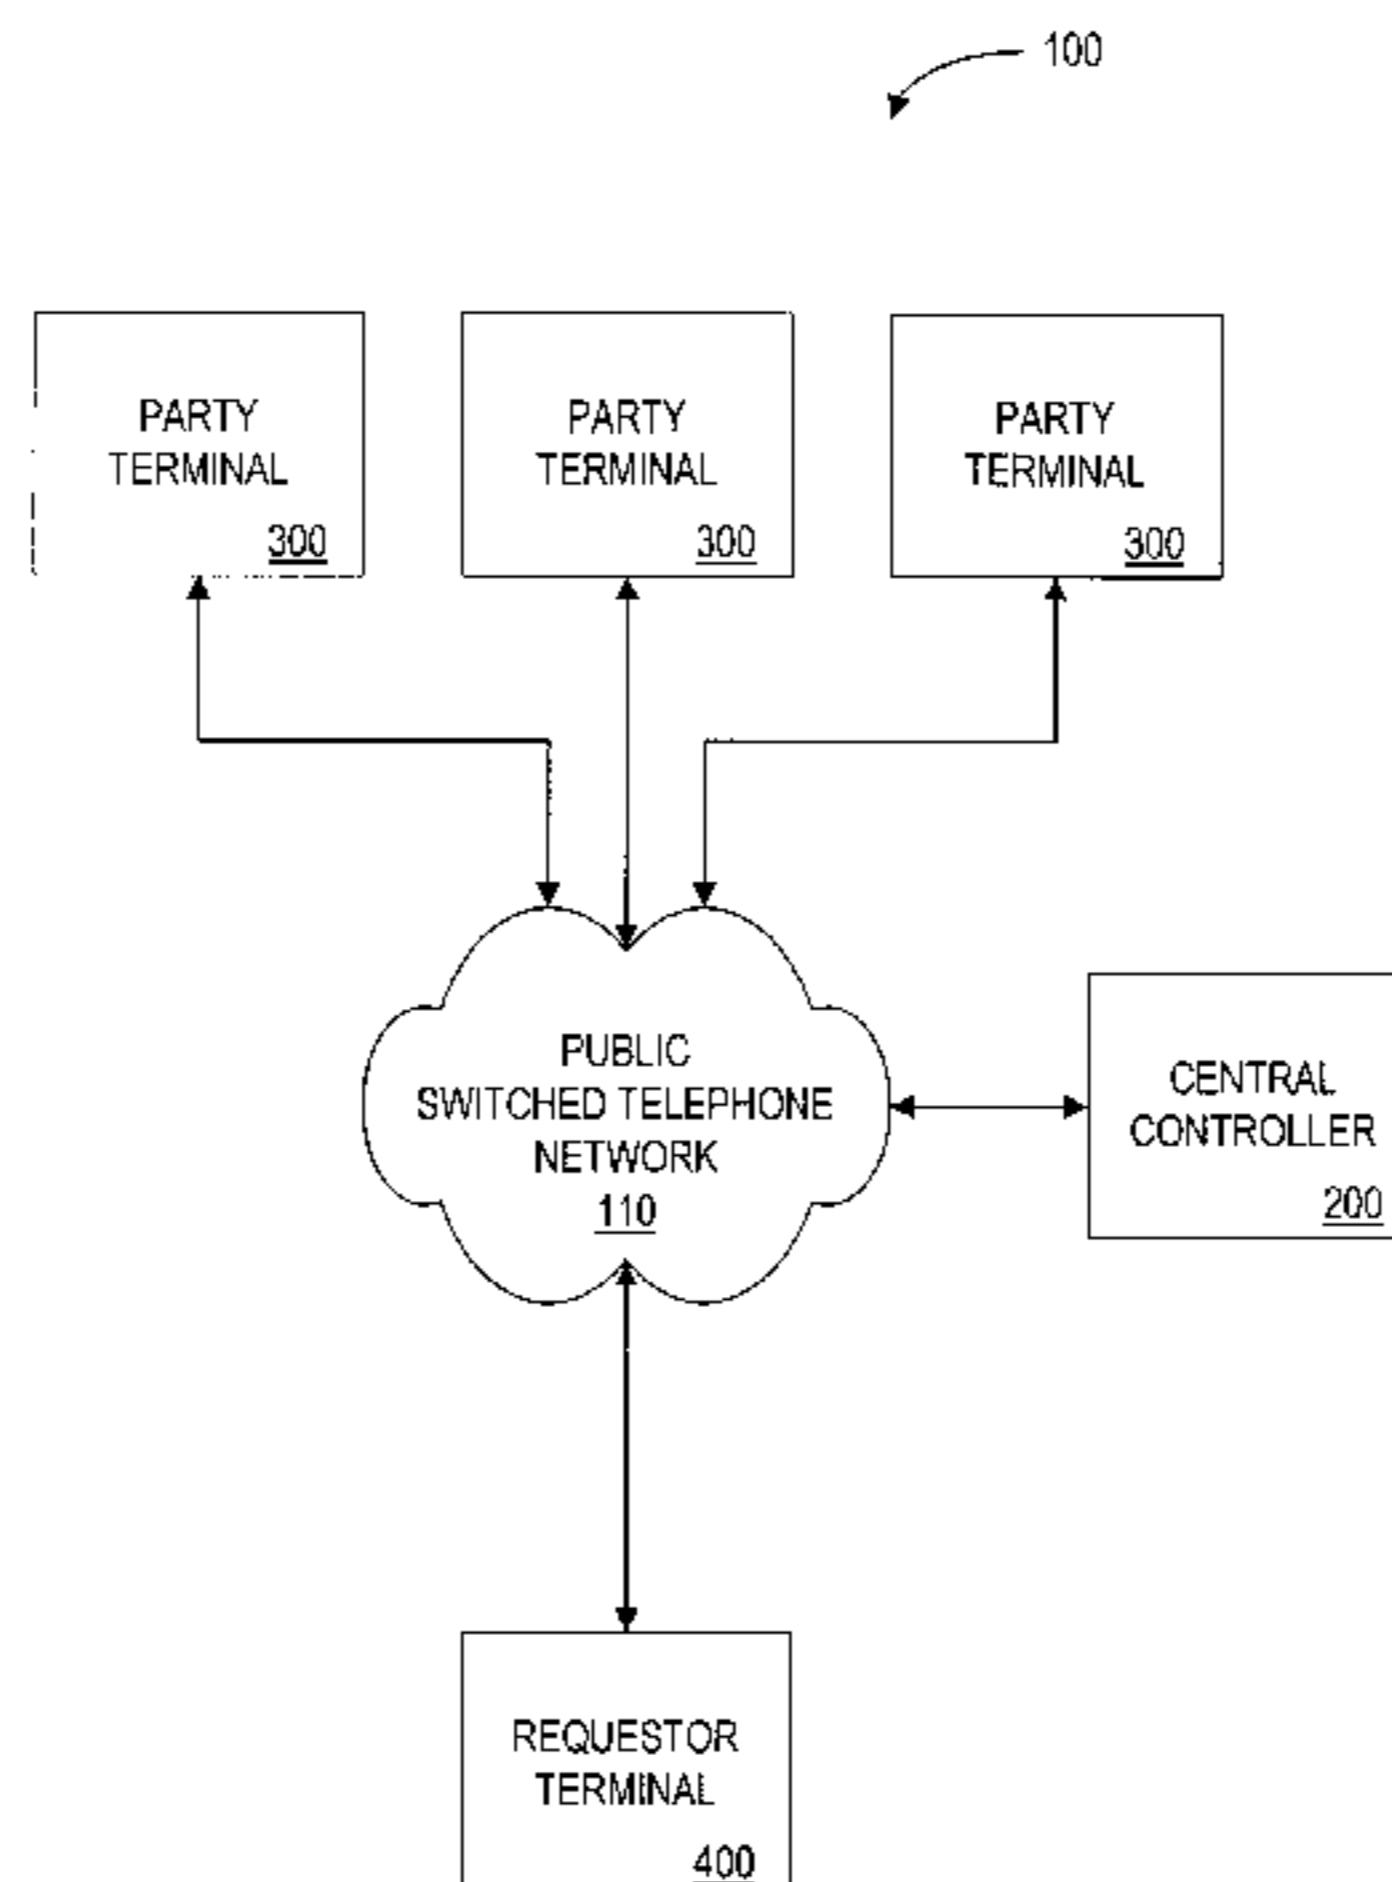 100
PARTY
TERMINAL
300
PARTY
TERMINAL
300
PARTY
TERMINAL
300
PUBLIC
SWITCHED TELEPHONE
NETWORK
110
CENTRAL
CONTROLLER
200
REQUESTOR
TERMINAL
400